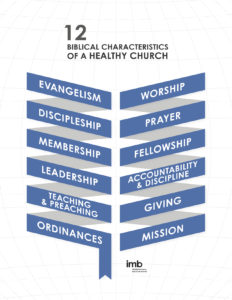 12
BIBLICAL CHARACTERISTICS
OF A HEALTHY CHURCH
EVANGELISM
DISCIPLESHIP
MEMBERSHIP
LEADERSHIP
TEACHING
& PREACHING
ORDINANCES
WORSHIP
PRAYER
FELLOWSHIP
ACCOUNTABILITY
& DISCIPLINE
GIVING
MISSION
imb